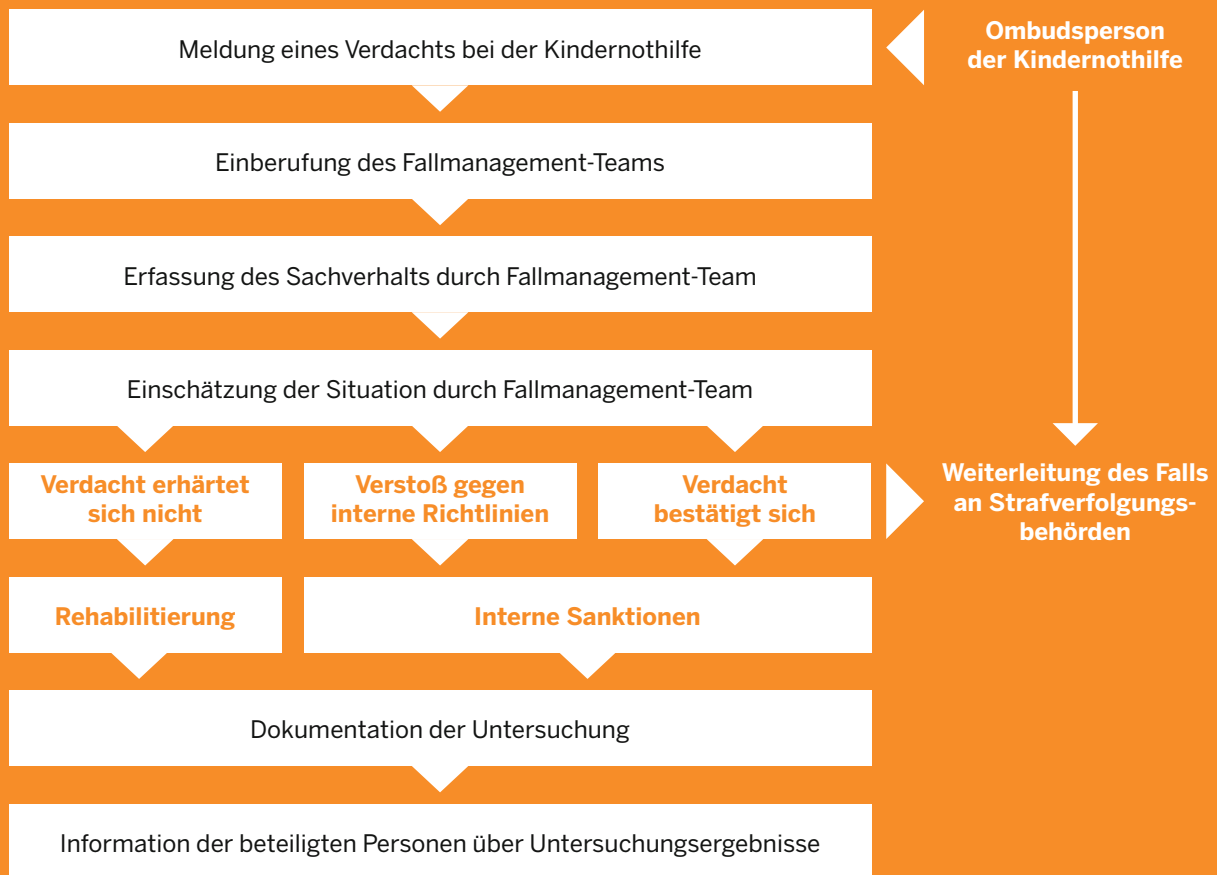 Meldung eines Verdachts bei der Kindernothilfe
Ombudsperson
der Kindernothilfe
Einberufung des Fallmanagement-Teams
Erfassung des Sachverhalts durch Fallmanagement-Team
Einschätzung der Situation durch Fallmanagement-Team
Verdacht erhärtet
sich nicht
Verstoß gegen
interne Richtlinien
Verdacht
bestätigt sich
Weiterleitung des Falls
an Strafverfolgungs-
behörden
Rehabilitierung
Interne Sanktionen
Dokumentation der Untersuchung
Information der beteiligten Personen über Untersuchungsergebnisse